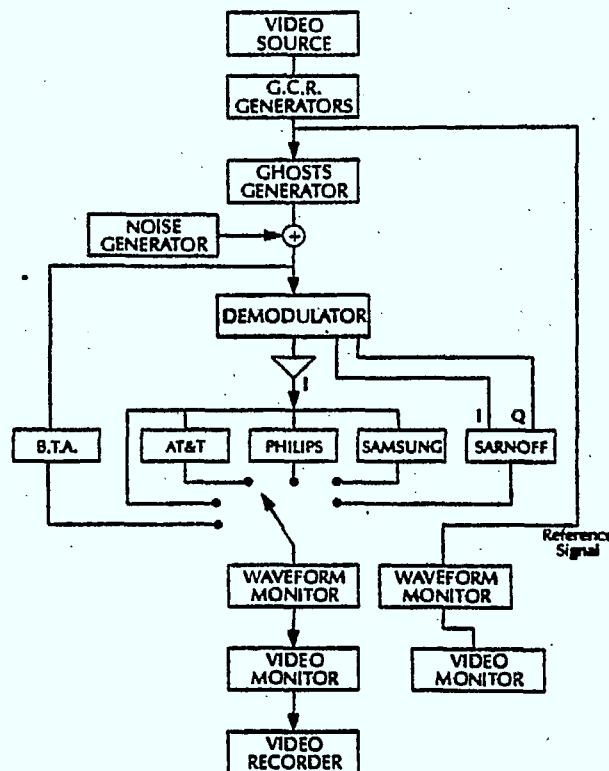 VIDEO
SOURCE
G.C.R.
GENERATORS
GHOSTS
GENERATOR
NOISE
GENERATOR
+
DEMODULATOR
I
I Q
B.T.A.
AT&T
PHILIPS
SAMSUNG
SARNOFF
Reference
Signal
WAVEFORM
MONITOR
WAVEFORM
MONITOR
VIDEO
MONITOR
VIDEO
MONITOR
VIDEO
RECORDER